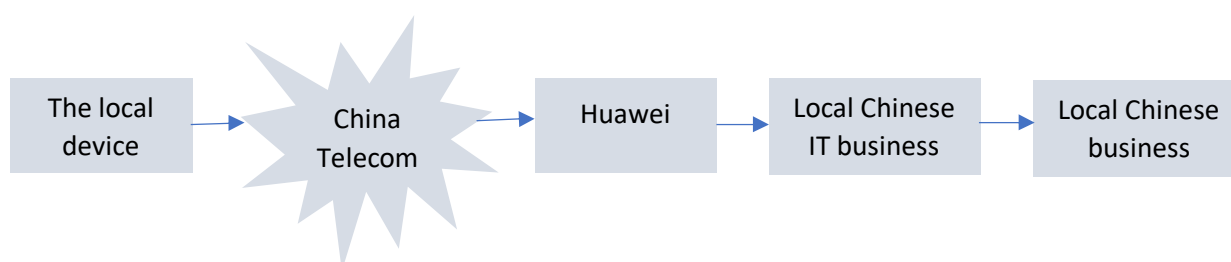 The local
device
China
Telecom
Huawei
Local Chinese
IT business
Local Chinese
business